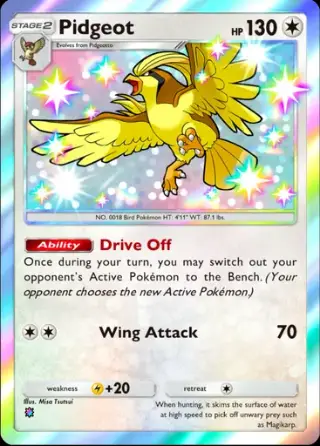 STAGE 2 Pidgeot HP 130
Evolves from Pidgeotto
NO. 0018 Bird Pokémon HT: 4'11" WT: 87.1 lbs.
Ability Drive Off
Once during your turn, you may switch out your
opponent's Active Pokémon to the Bench. (Your
opponent chooses the new Active Pokémon.)
Wing Attack 70
weakness +20 retreat
Illus. Misa Tsutsui
When hunting, it skims the surface of water
at high speed to pick off unwary prey such
as Magikarp.